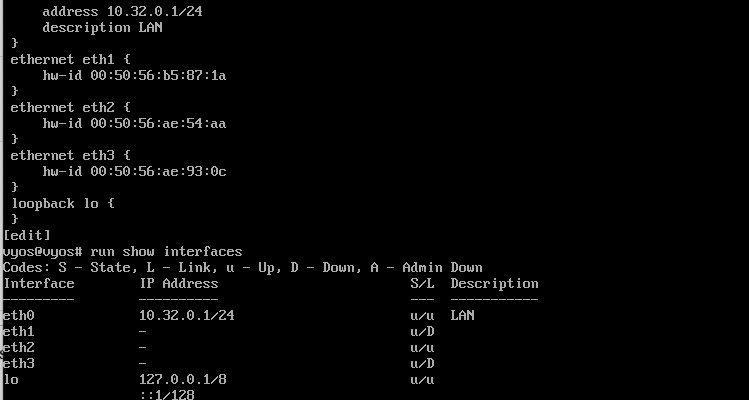 address 10.32.0.1/24
description LAN
}
ethernet eth1 {
hw-id 00:50:56:b5:87:1a
}
ethernet eth2 {
hw-id 00:50:56:ae:54:aa
}
ethernet eth3 {
hw-id 00:50:56:ae:93:0c
}
loopback lo {
}
[edit]
vyos@vyos# run show interfaces
Codes: S - State, L - Link, u - Up, D - Down, A - Admin Down
Interface IP Address S/L Description
--------- ---------- --- -----------
eth0 10.32.0.1/24 u/u LAN
eth1 - u/D
eth2 - u/u
eth3 - u/D
lo 127.0.0.1/8 u/u
::1/128